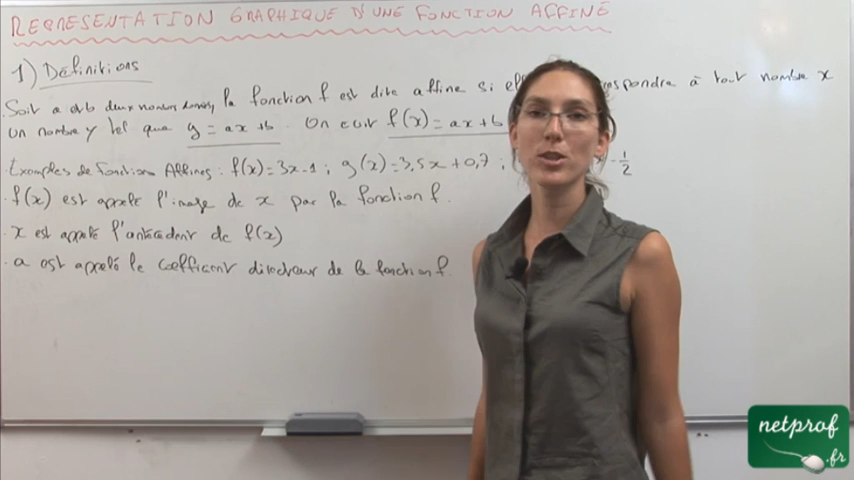 REPRESENTATION GRAPHIQUE D'UNE FONCTION AFFINE
1) Définitions
. Soit a et b deux nombres donnés, la fonction f est dite affine si elle respondre à tout nombre x
un nombre y tel que y = ax+b. On écrit f(x) = ax+b
Exemples de Fonctions Affines : f(x)=3x-1 ; g(x)=3,5x+0,7 ; - 1/2
. f(x) est appelé l'image de x par la fonction f.
. x est appelé l'antécédent de f(x)
. a est appelé le coefficient directeur de la fonction f.
netprof
.fr